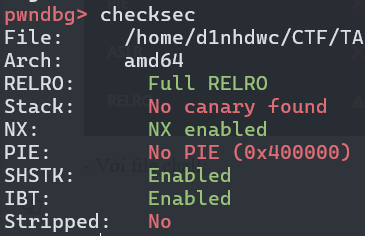 pwndbg> checksec
File: /home/d1nhdwc/CTF/TA
Arch: amd64
RELRO: Full RELRO
Stack: No canary found
NX: NX enabled
PIE: No PIE (0x400000)
SHSTK: Enabled
IBT: Enabled
Stripped: No